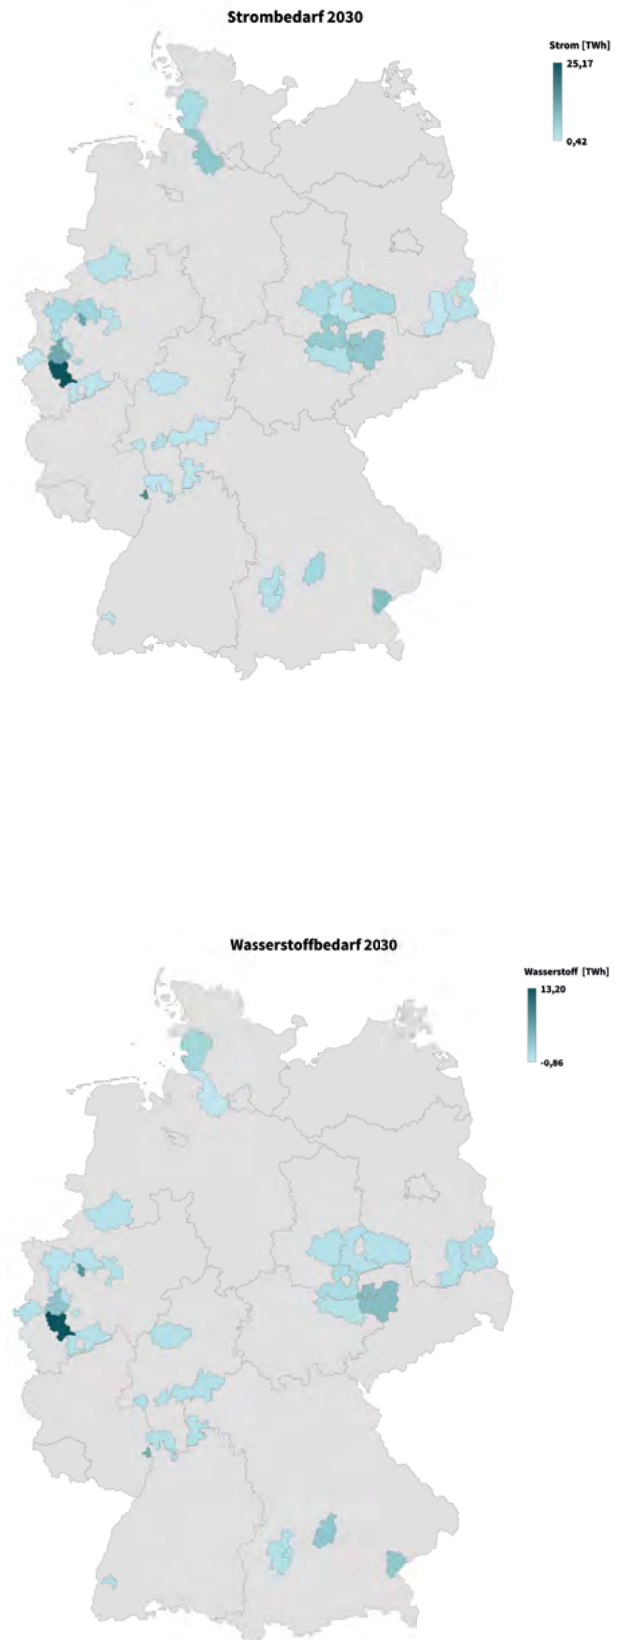 Strombedarf 2030
Strom [TWh]
25,17
0,42
Wasserstoffbedarf 2030
Wasserstoff [TWh]
13,20
-0,86